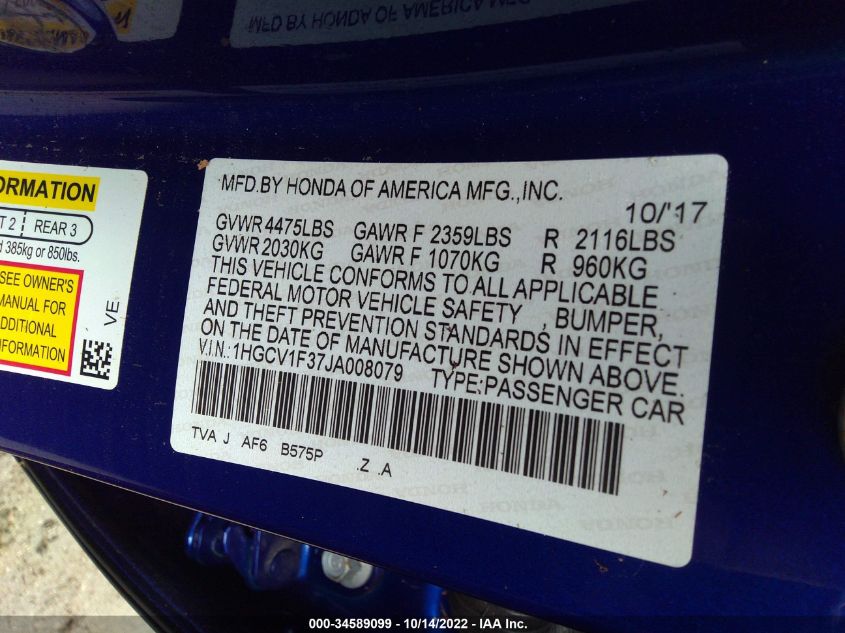 MFD BY HONDA OF AMERICA MFG
ORMATION
T 2 REAR 3
d 385kg or 850lbs.
SEE OWNER'S
MANUAL FOR
ADDITIONAL
INFORMATION
VE
MFD.BY HONDA OF AMERICA MFG.,INC.
10/'17
GVWR 4475LBS GAWR F 2359LBS R 2116LBS
GVWR 2030KG GAWR F 1070KG R 960KG
THIS VEHICLE CONFORMS TO ALL APPLICABLE
FEDERAL MOTOR VEHICLE SAFETY , BUMPER,
AND THEFT PREVENTION STANDARDS IN EFFECT
ON THE DATE OF MANUFACTURE SHOWN ABOVE.
V.I.N.:1HGCV1F37JA008079 TYPE:PASSENGER CAR
TVA J AF6 B575P .Z .A
000-34589099 - 10/14/2022 - IAA Inc.